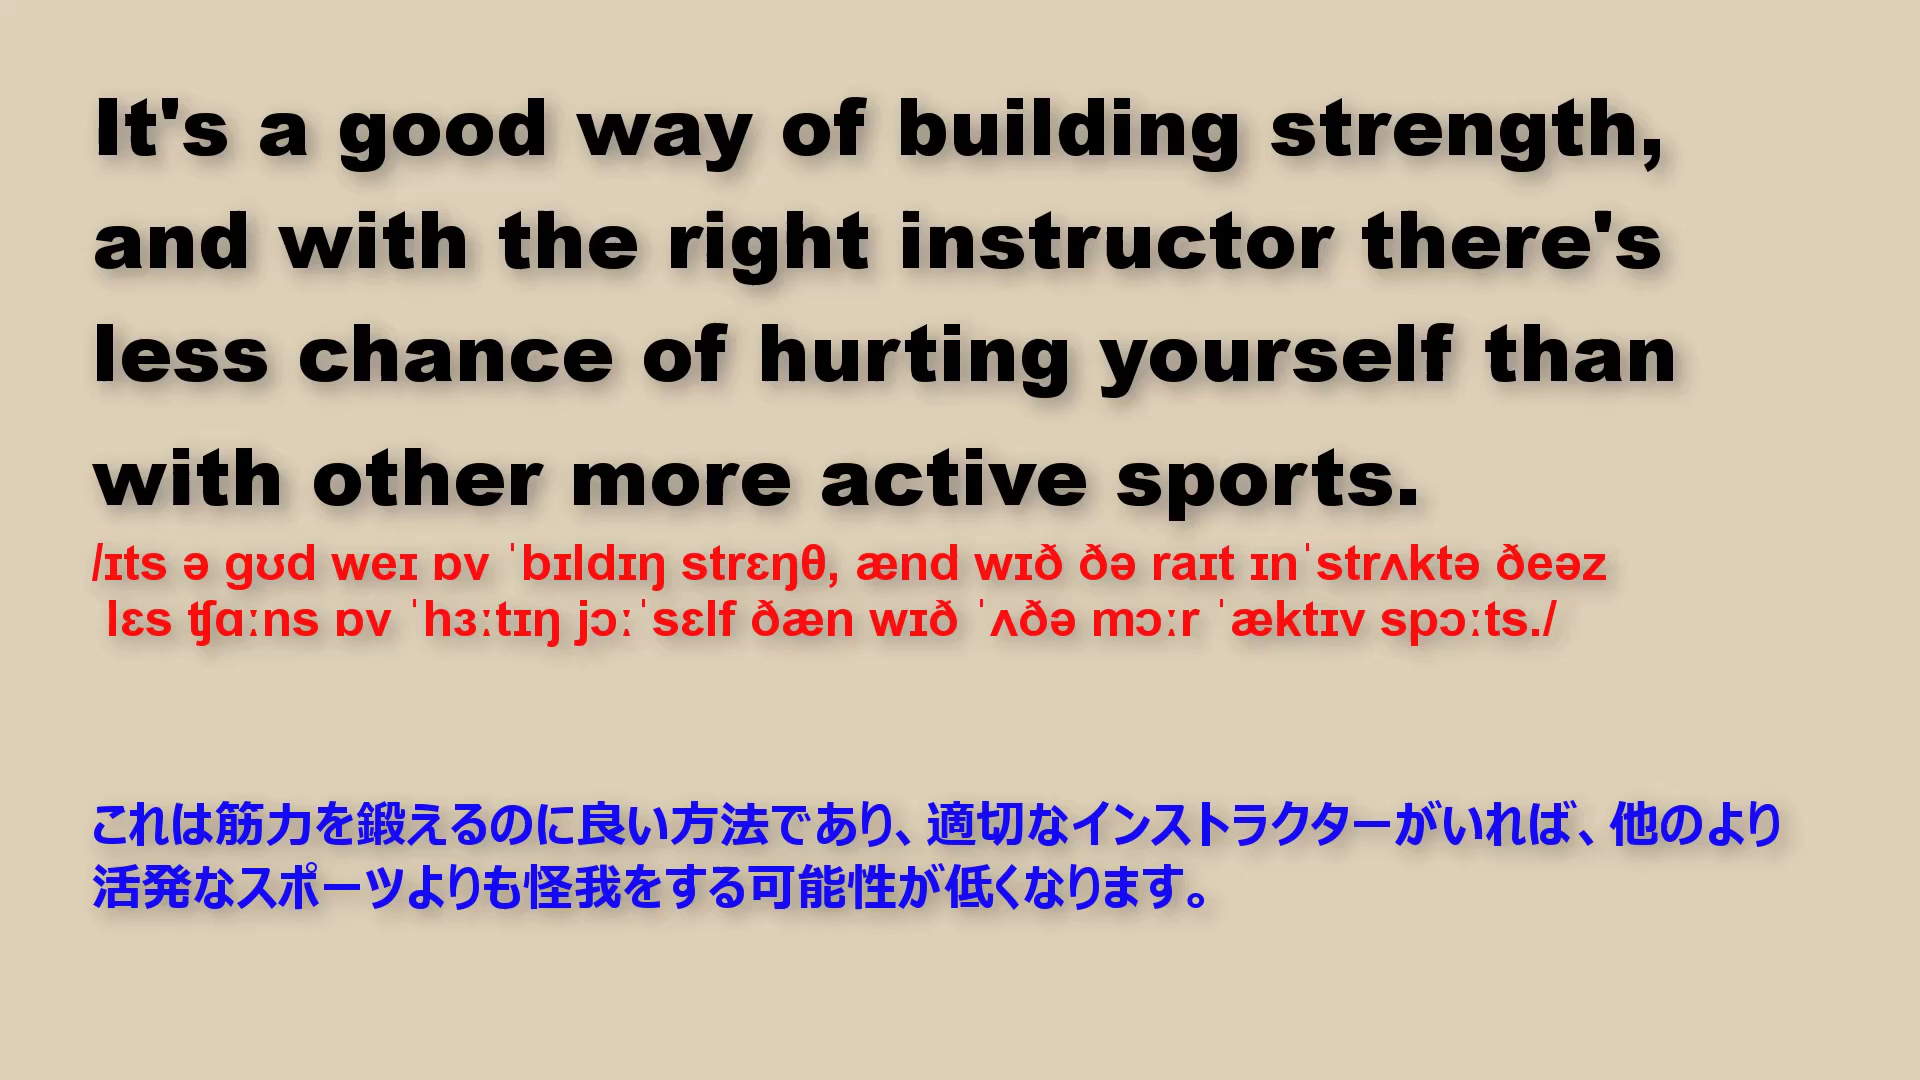 It's a good way of building strength,
and with the right instructor there's
less chance of hurting yourself than
with other more active sports.
/ɪts ə gʊd weɪ ɒv ˈbɪldɪŋ strɛŋθ, ænd wɪð ðə raɪt ɪnˈstrʌktə ðeəz
lɛs ʧɑːns ɒv ˈhɜːtɪŋ jɔːˈsɛlf ðæn wɪð ˈʌðə mɔːr ˈæktɪv spɔːts./
これは筋力を鍛えるのに良い方法であり、適切なインストラクターがいれば、他のより
活発なスポーツよりも怪我をする可能性が低くなります。